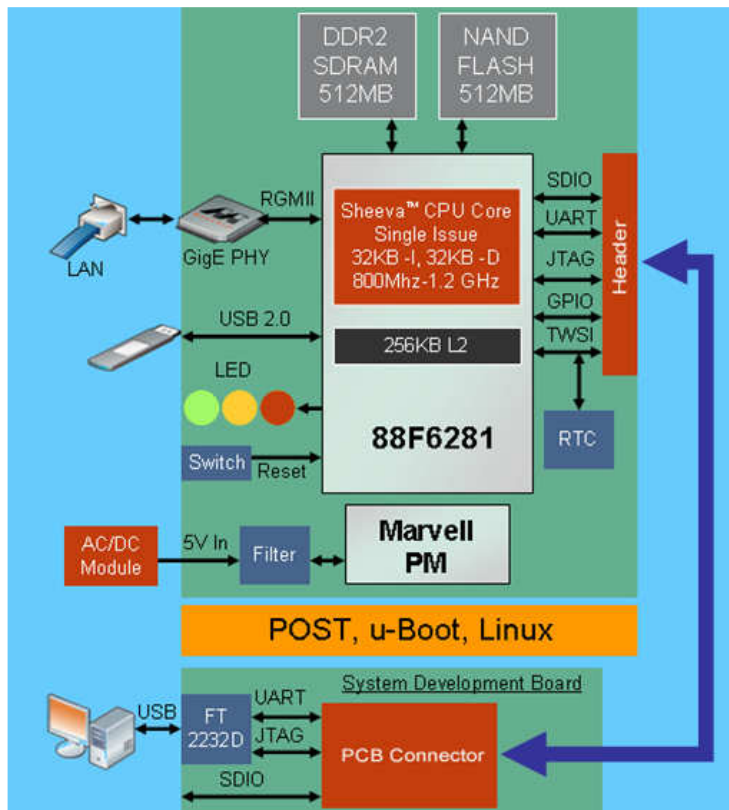 DDR2
SDRAM
512MB
NAND
FLASH
512MB
RGMII
LAN
GigE PHY
Sheeva™ CPU Core
Single Issue
32KB -I, 32KB -D
800Mhz-1.2 GHz
SDIO
UART
JTAG
GPIO
TWSI
Header
USB 2.0
256KB L2
LED
88F6281
RTC
Switch
Reset
AC/DC
Module
5V In
Filter
Marvell
PM
POST, u-Boot, Linux
System Development Board
USB
FT
2232D
UART
JTAG
SDIO
PCB Connector